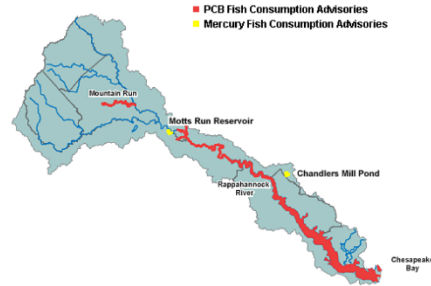 PCB Fish Consumption Advisories
Mercury Fish Consumption Advisories
Mountain Run
Motts Run Reservoir
Chandlers Mill Pond
Rappahannock
River
Chesapeake
Bay